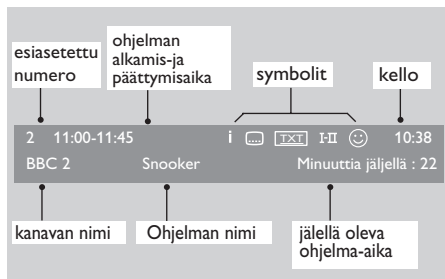 esiasetettu
numero
ohjelman
alkamis-ja
päättymisaika
symbolit
kello
2 11:00-11:45 i .... TXT I-II 10:38
BBC 2 Snooker Minuuttia jäljellä : 22
kanavan nimi
Ohjelman nimi
jälellä oleva
ohjelma-aika